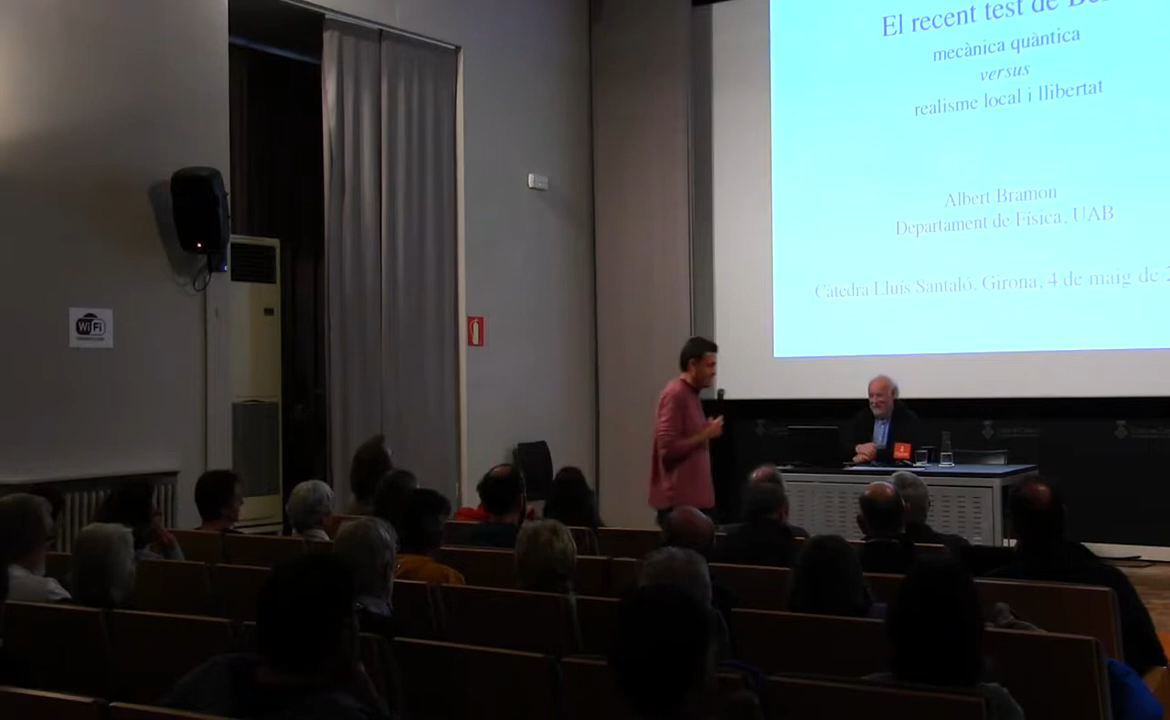 El recent test de
mecànica quàntica
versus
realisme local i llibertat
Albert Bramon
Departament de Física, UAB
Càtedra Lluís Santaló. Girona, 4 de maig de
WiFi